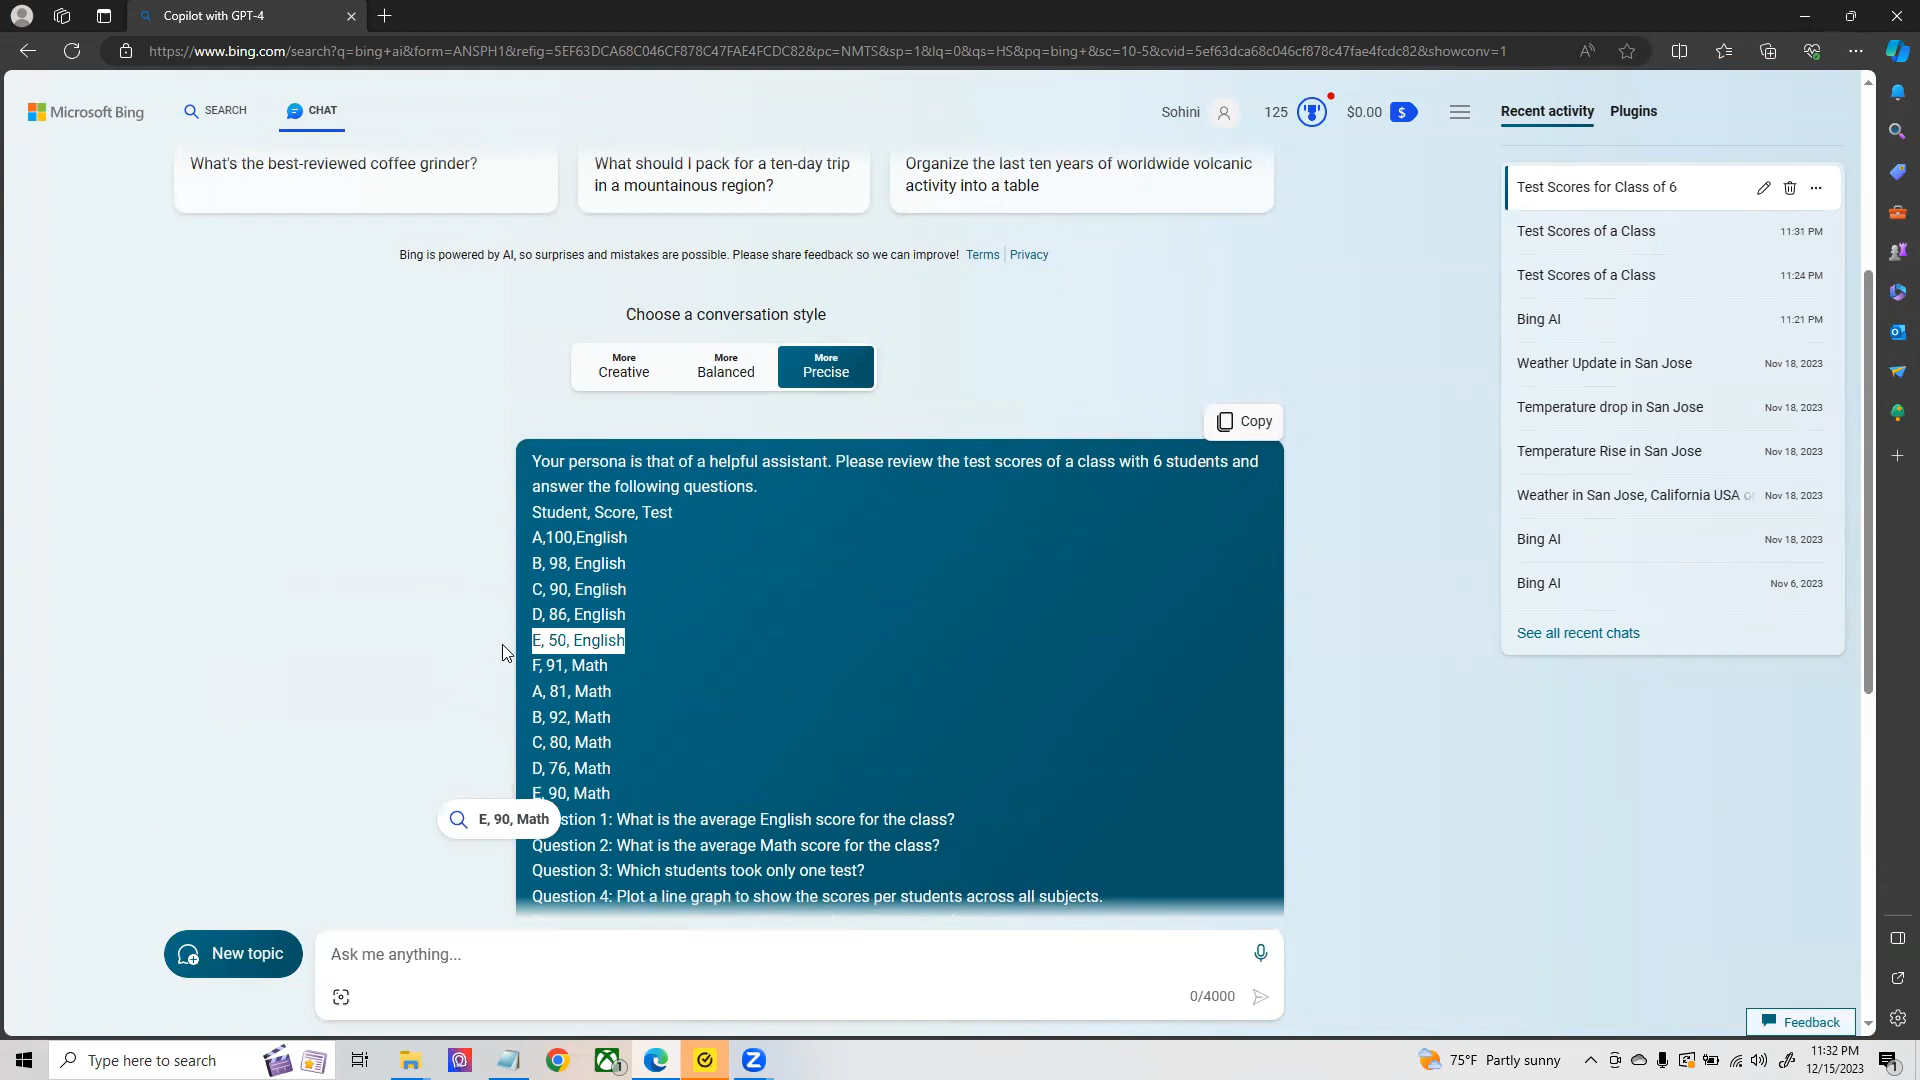 Copilot with GPT-4
https://www.bing.com/search?q=bing+ai&form=ANSPH1&refig=5EF63DCA68C046CF878C47FAE4FCDC82&pc=NMTS&sp=1&lq=0&qs=HS&pq=bing+&sc=10-5&cvid=5ef63dca68c046cf878c47fae4fcdc82&showconv=1
Microsoft Bing
SEARCH
CHAT
Sohini
125
$0.00
$
Recent activity
Plugins
What's the best-reviewed coffee grinder?
What should I pack for a ten-day trip
in a mountainous region?
Organize the last ten years of worldwide volcanic
activity into a table
Bing is powered by AI, so surprises and mistakes are possible. Please share feedback so we can improve! Terms Privacy
Choose a conversation style
More
Creative
More
Balanced
More
Precise
Copy
Your persona is that of a helpful assistant. Please review the test scores of a class with 6 students and
answer the following questions.
Student, Score, Test
A,100,English
B, 98, English
C, 90, English
D, 86, English
E, 50, English
F, 91, Math
A, 81, Math
B, 92, Math
C, 80, Math
D, 76, Math
E, 90, Math
E, 90, Math
stion 1: What is the average English score for the class?
Question 2: What is the average Math score for the class?
Question 3: Which students took only one test?
Question 4: Plot a line graph to show the scores per students across all subjects.
New topic
Ask me anything...
0/4000
Test Scores for Class of 6
Test Scores of a Class 11:31 PM
Test Scores of a Class 11:24 PM
Bing AI 11:21 PM
Weather Update in San Jose Nov 18, 2023
Temperature drop in San Jose Nov 18, 2023
Temperature Rise in San Jose Nov 18, 2023
Weather in San Jose, California USA Nov 18, 2023
Bing AI Nov 18, 2023
Bing AI Nov 6, 2023
See all recent chats
Feedback
Type here to search
75°F Partly sunny
11:32 PM
12/15/2023